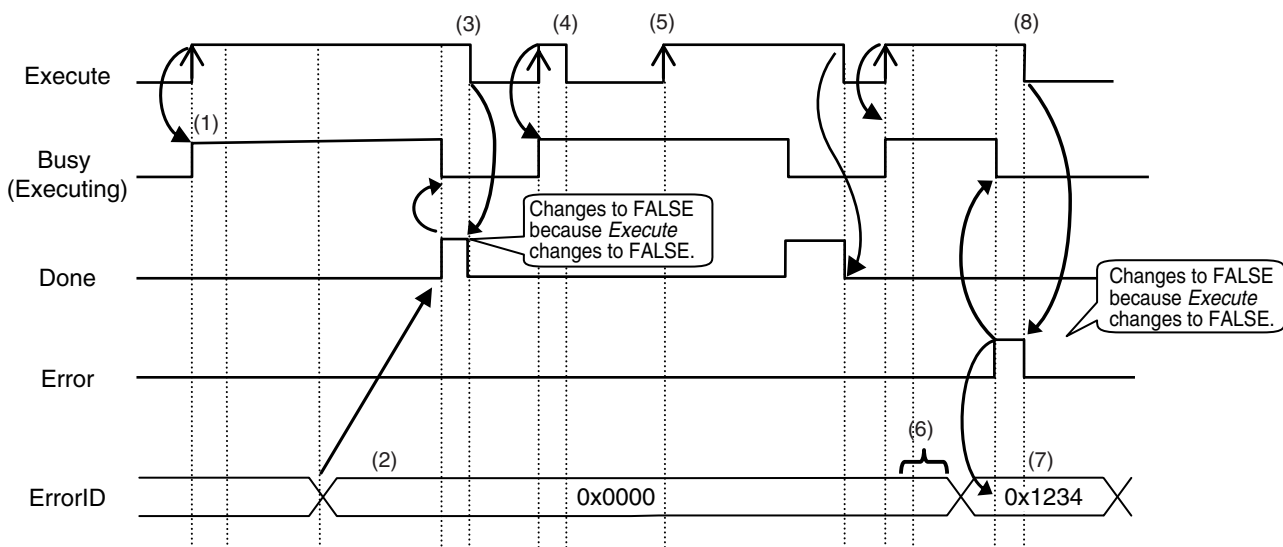 (3)
(4)
(5)
(8)
Execute
(1)
Busy
(Executing)
Changes to FALSE
because Execute
changes to FALSE.
Done
Changes to FALSE
because Execute
changes to FALSE.
Error
(6)
(2)
(7)
ErrorID
0x0000
0x1234